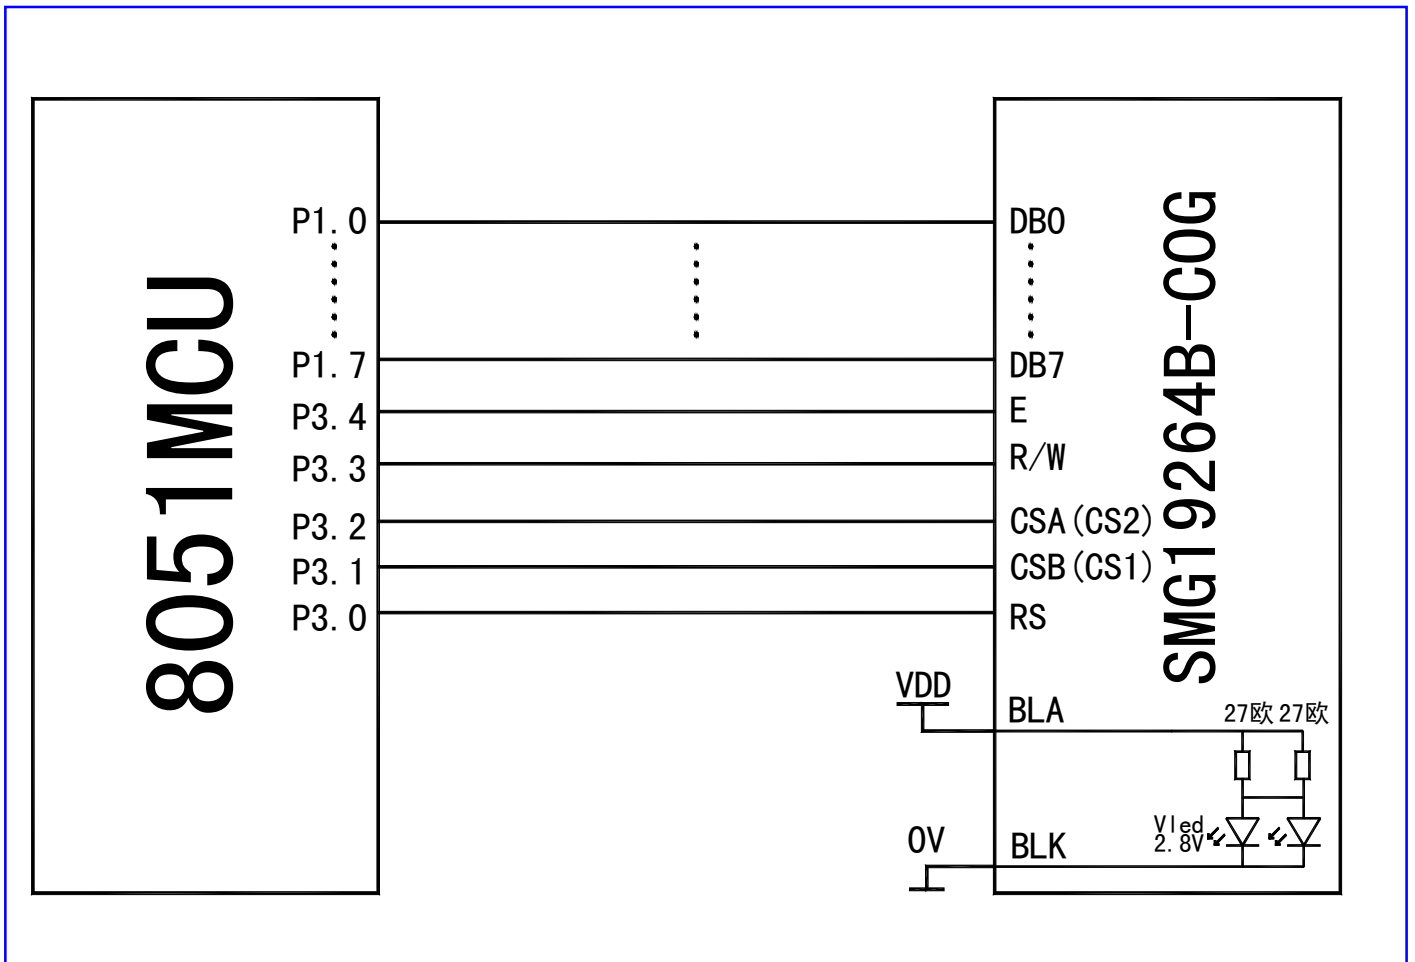 8051MCU
P1.0
P1.7
P3.4
P3.3
P3.2
P3.1
P3.0
DB0
DB7
E
R/W
CSA(CS2)
CSB(CS1)
RS
SMG19264B-COG
VDD
BLA
27欧 27欧
Vled
2.8V
0V
BLK